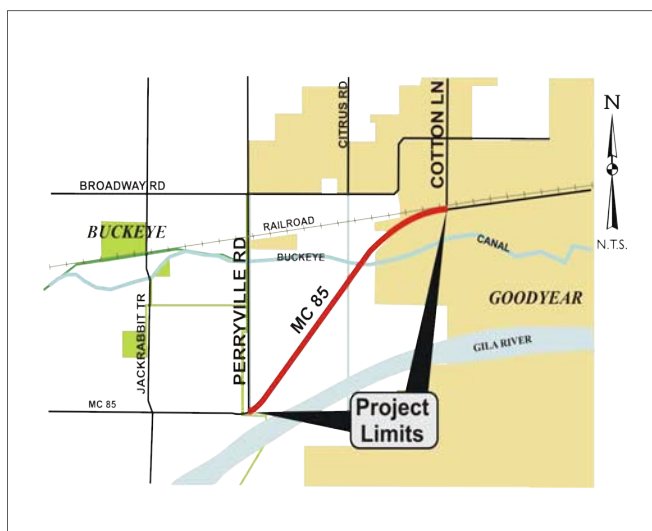 CITRUS RD
COTTON LN
N
N.T.S.
BROADWAY RD
BUCKEYE
RAILROAD
PERRYVILLE RD
BUCKEYE
CANAL
MC 85
GOODYEAR
JACKRABBIT TR
GILA RIVER
MC 85
Project
Limits